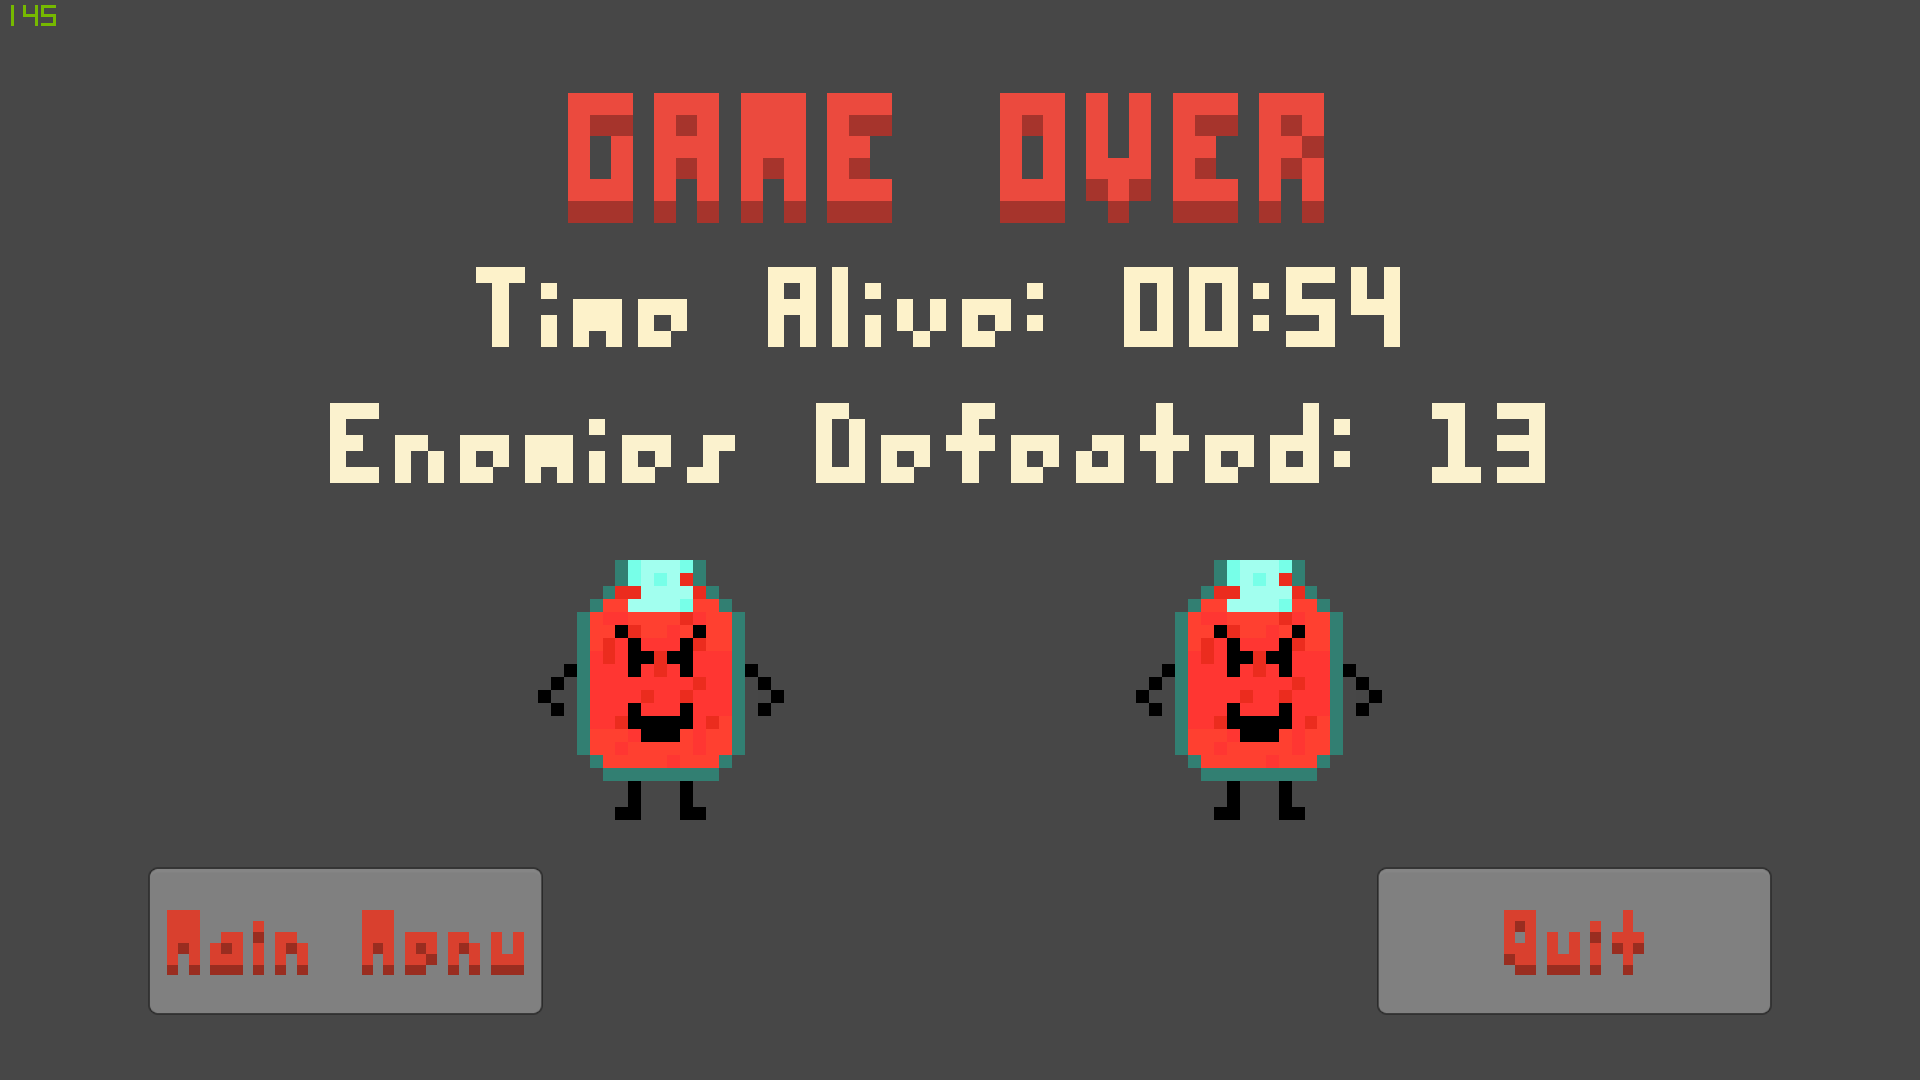 145
GAME OVER
Time Alive: 00:54
Enemies Defeated: 13
Main Menu
Quit